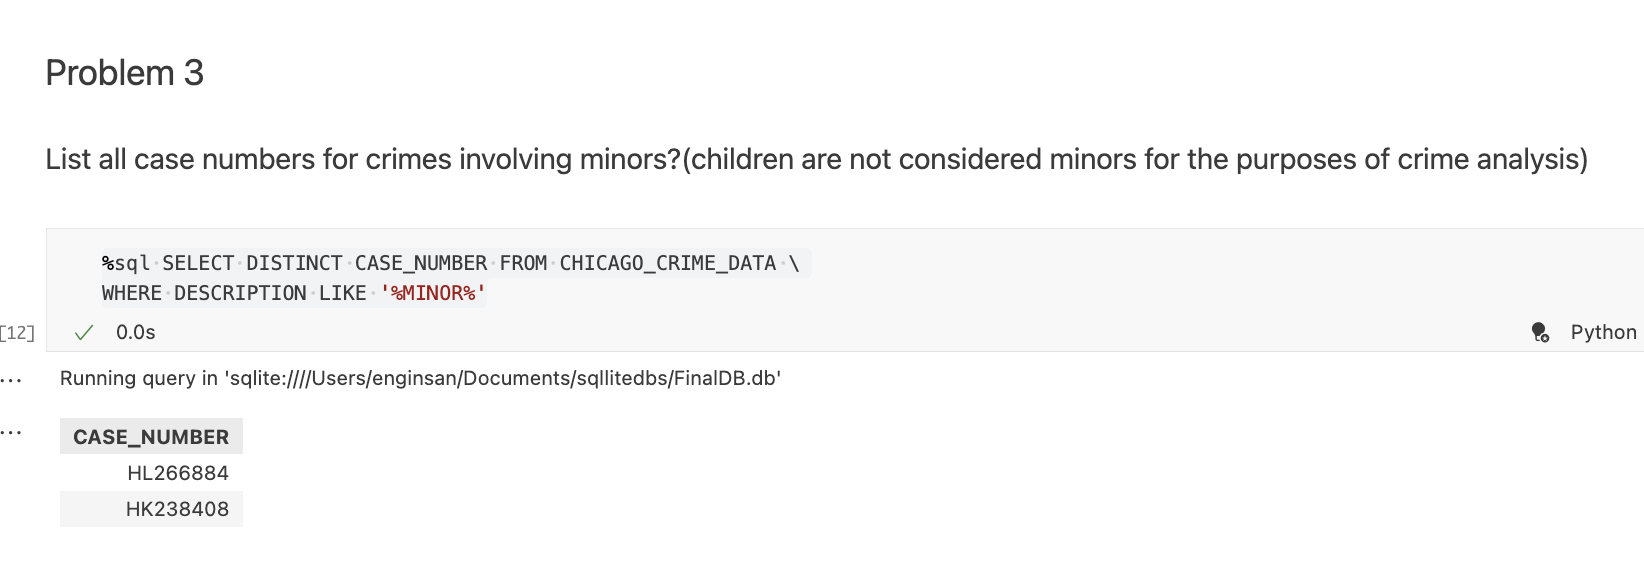 Problem 3
List all case numbers for crimes involving minors?(children are not considered minors for the purposes of crime analysis)
%sql SELECT DISTINCT CASE_NUMBER FROM CHICAGO_CRIME_DATA \
WHERE DESCRIPTION LIKE '%MINOR%'
[12] 0.0s Python
... Running query in 'sqlite:////Users/enginsan/Documents/sqllitedbs/FinalDB.db'
... CASE_NUMBER
HL266884
HK238408